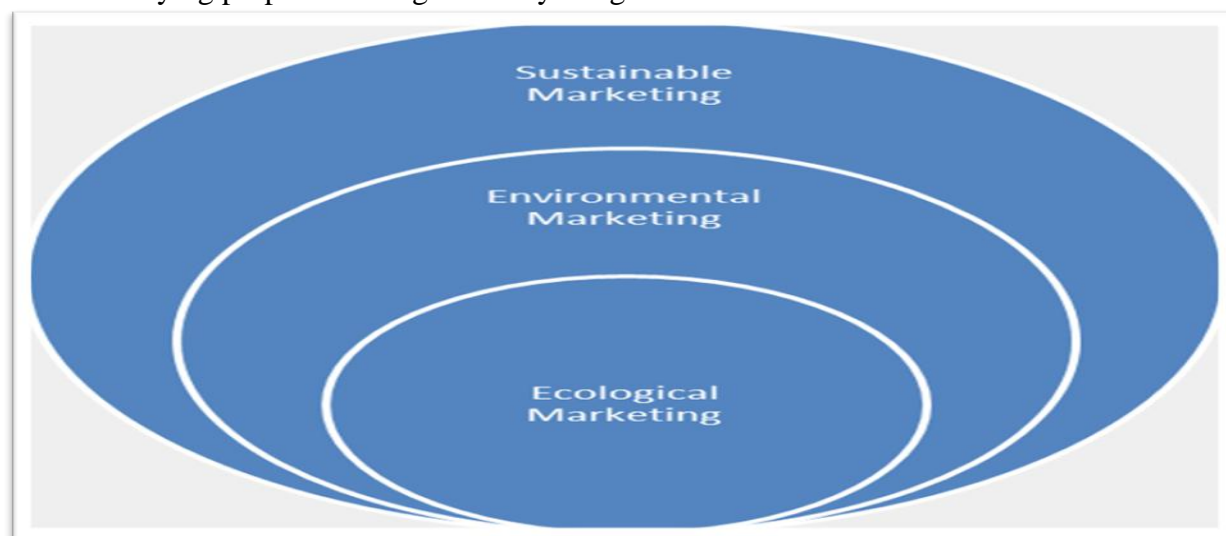 Sustainable
Marketing
Environmental
Marketing
Ecological
Marketing